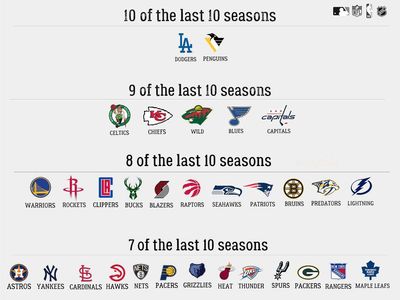 10 of the last 10 seasons
DODGERS PENGUINS
9 of the last 10 seasons
capitals
CELTICS CHIEFS WILD BLUES CAPITALS
8 of the last 10 seasons
WARRIORS ROCKETS CLIPPERS BUCKS BLAZERS RAPTORS SEAHAWKS PATRIOTS BRUINS PREDATORS LIGHTNING
7 of the last 10 seasons
ASTROS YANKEES CARDINALS HAWKS NETS PACERS GRIZZLIES HEAT THUNDER SPURS PACKERS RANGERS MAPLE LEAFS